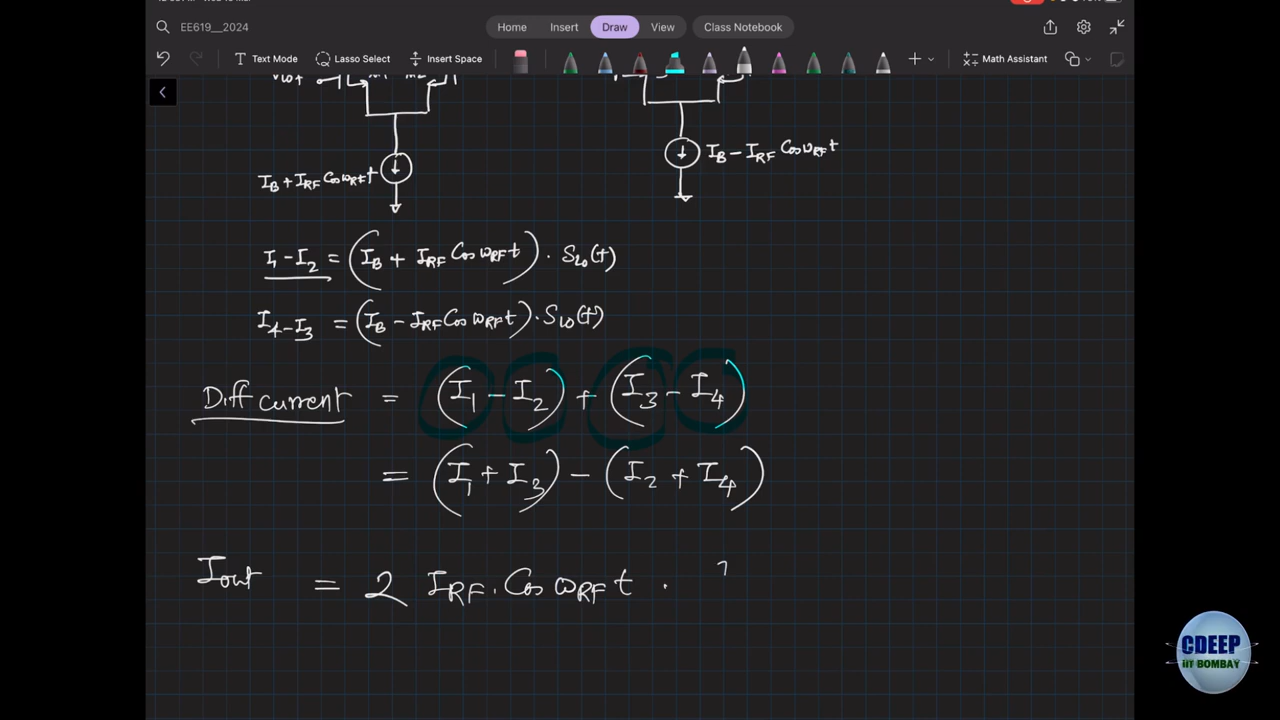 EE619__2024
Home Insert Draw View Class Notebook
Text Mode Lasso Select Insert Space Math Assistant
I_B + I_RF Cos ω_RF t
I_B − I_RF Cos ω_RF t
I_1 − I_2 = (I_B + I_RF Cos ω_RF t) · S_LO(t)
I_4 − I_3 = (I_B − I_RF Cos ω_RF t) · S_LO(t)
Diff current = (I_1 − I_2) + (I_3 − I_4)
= (I_1 + I_3) − (I_2 + I_4)
I_out = 2 I_RF . Cos ω_RF t .
CDEEP
IIT BOMBAY